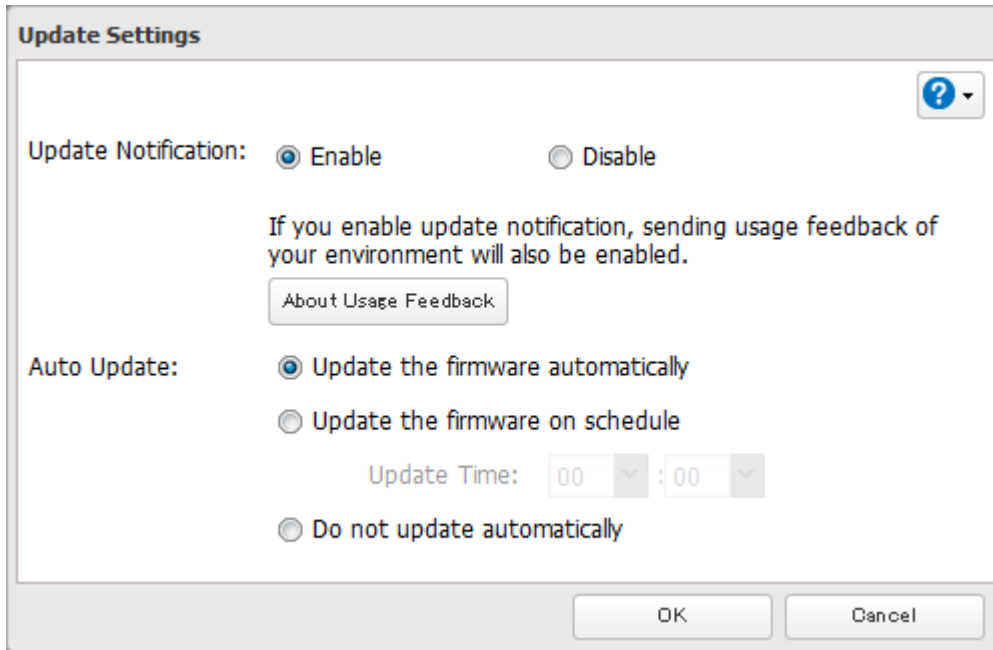 Update Settings
?
Update Notification: Enable Disable
If you enable update notification, sending usage feedback of
your environment will also be enabled.
About Usage Feedback
Auto Update: Update the firmware automatically
Update the firmware on schedule
Update Time: 00 : 00
Do not update automatically
OK Cancel